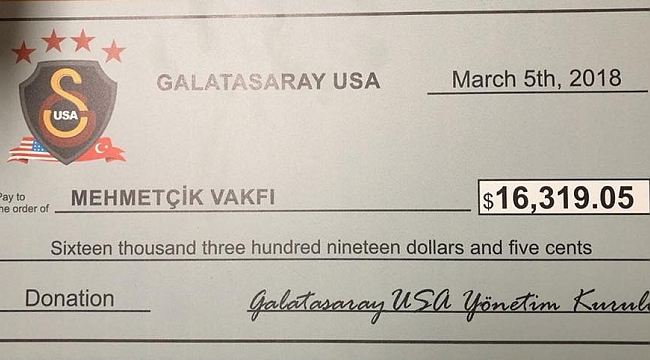 USA
GALATASARAY USA
March 5th, 2018
Pay to
the order of
MEHMETÇİK VAKFI
$16,319.05
Sixteen thousand three hundred nineteen dollars and five cents
Donation
Galatasaray USA Yönetim Kurulu